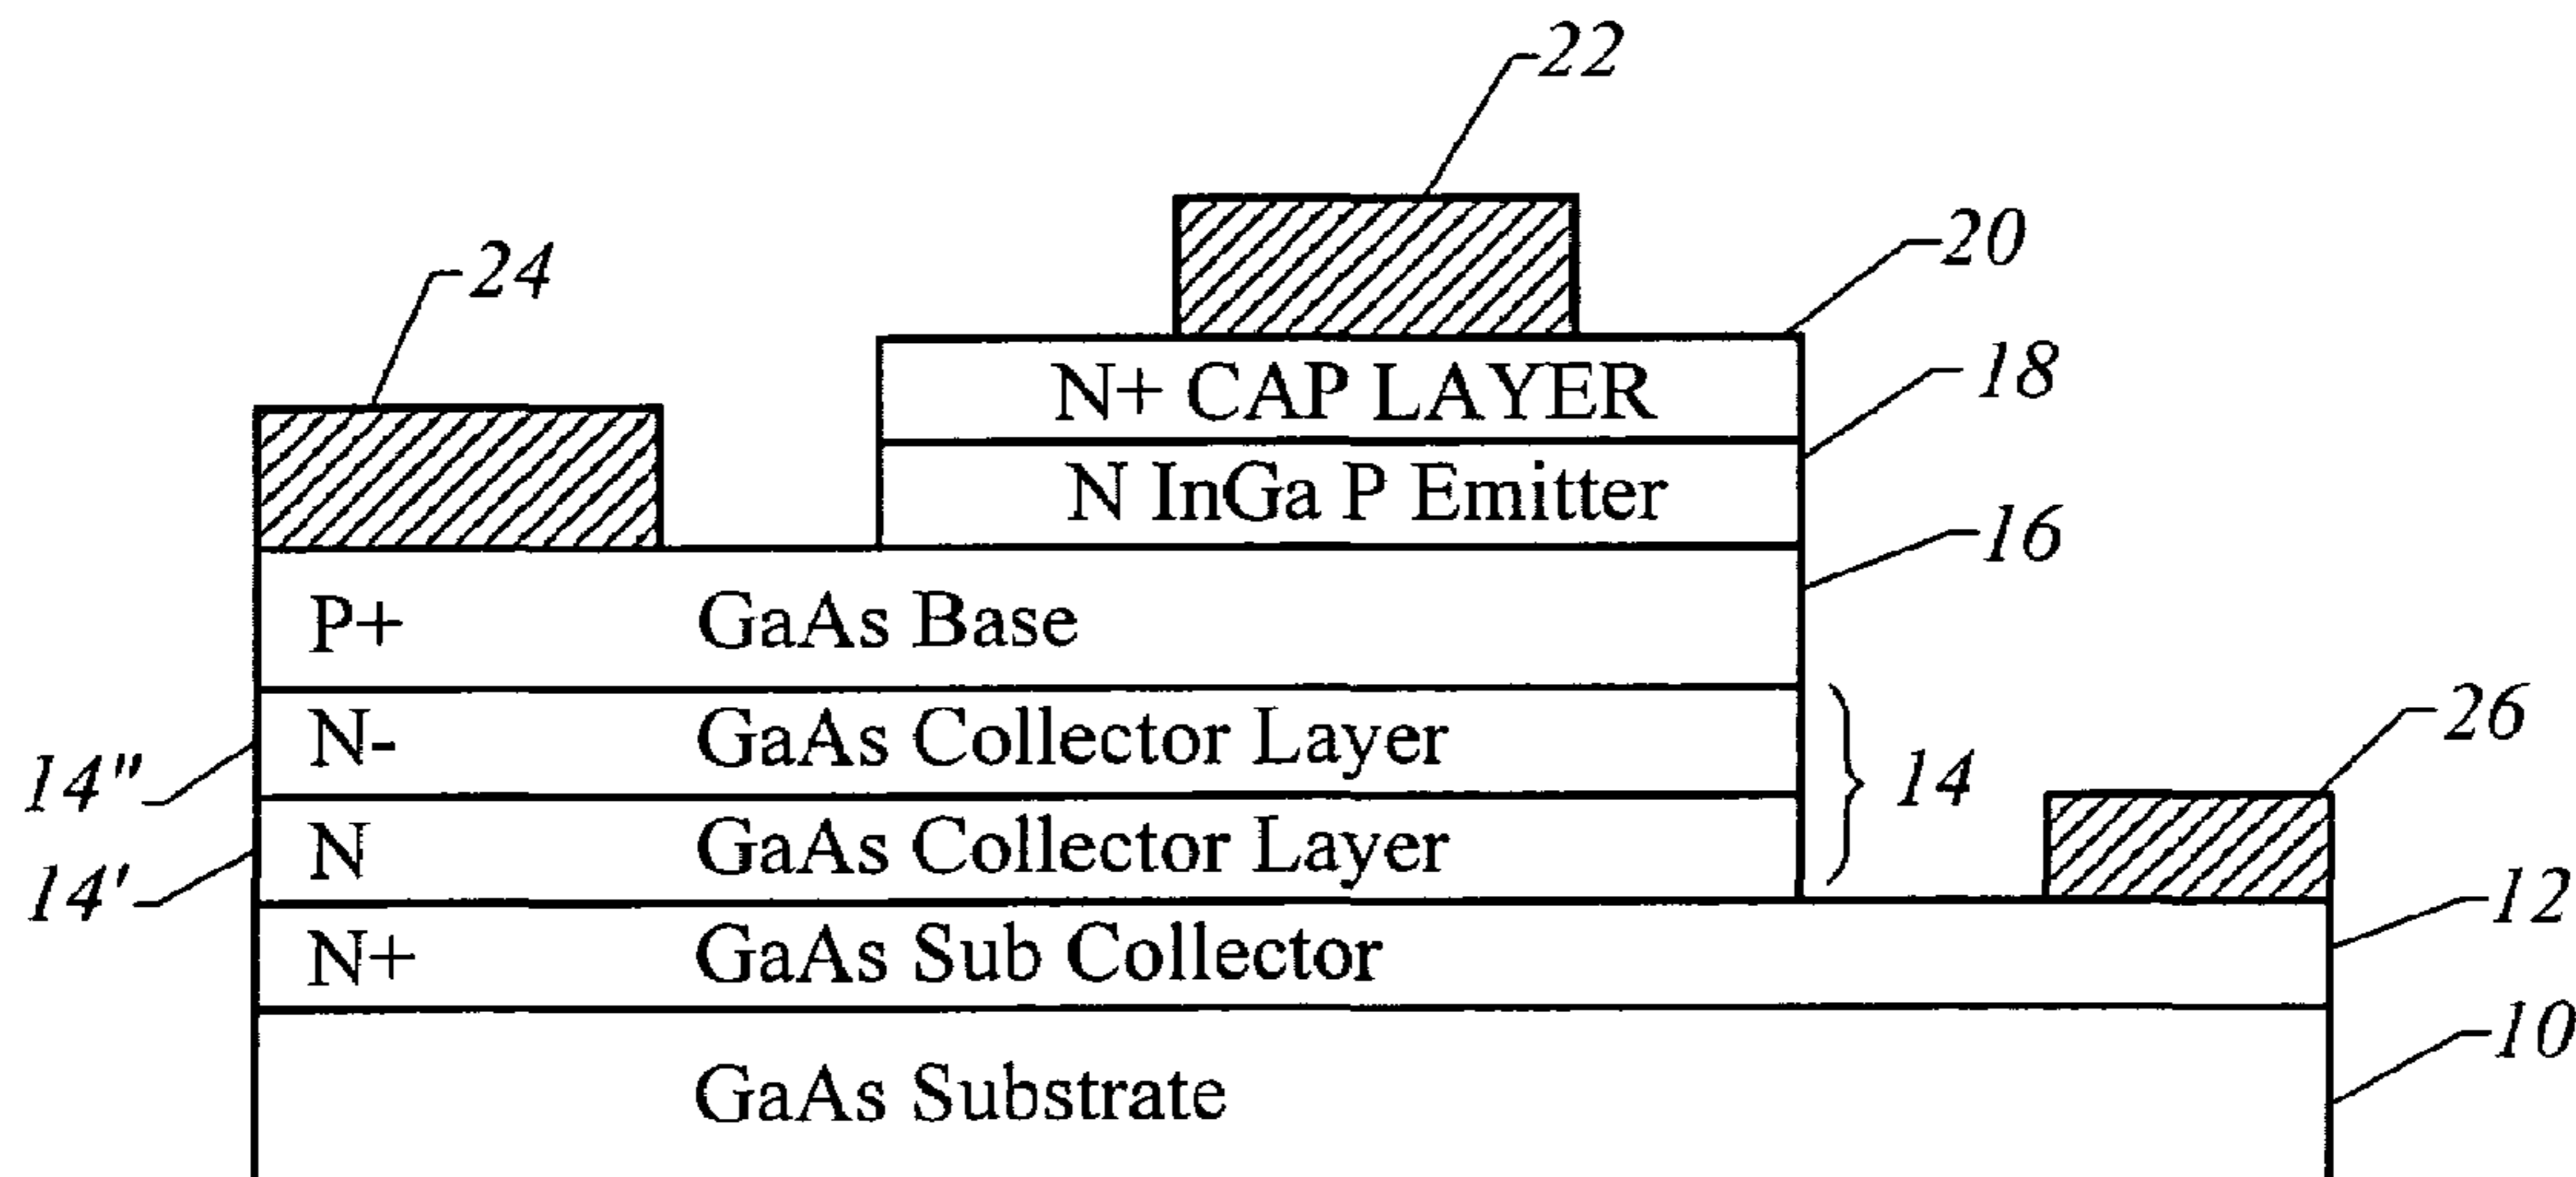 22
24
20
N+ CAP LAYER
18
N InGa P Emitter
16
P+ GaAs Base
N- GaAs Collector Layer
26
14"
14
N GaAs Collector Layer
14'
12
N+ GaAs Sub Collector
10
GaAs Substrate